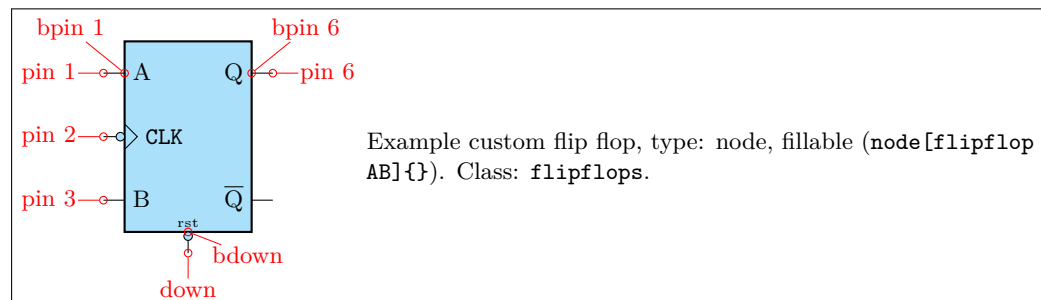 bpin 1
bpin 6
pin 1
A
Q
pin 6
pin 2
CLK
Example custom flip flop, type: node, fillable (node[flipflop
AB]{}). Class: flipflops.
pin 3
B
Q̅
rst
bdown
down